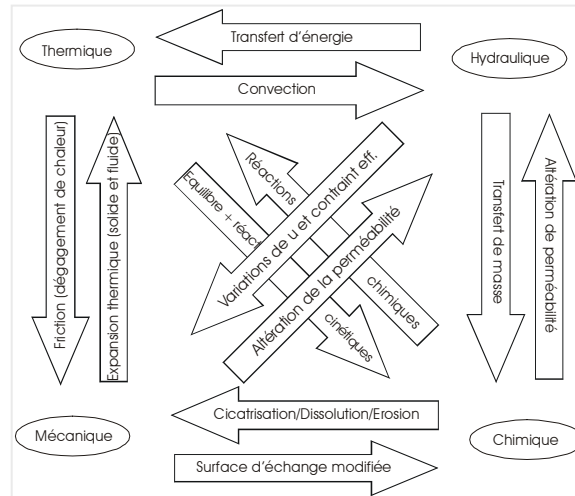 Thermique
Transfert d'énergie
Hydraulique
Convection
Friction (dégagement de chaleur)
Expansion thermique (solide et fluide)
Réactions
chimiques
Equilibre + réact
cinétiques
Variations de u et contraint eff.
Altération de la perméabilité
Transfert de masse
Altération de perméabilité
Cicatrisation/Dissolution/Erosion
Mécanique
Surface d'échange modifiée
Chimique